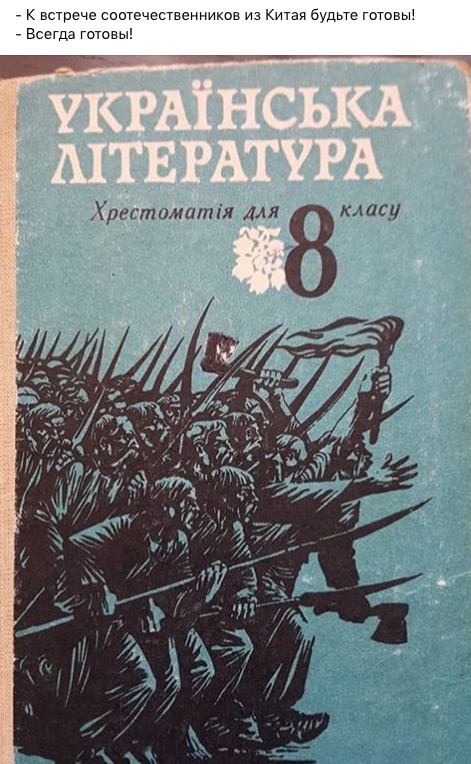 - К встрече соотечественников из Китая будьте готовы!
- Всегда готовы!
УКРАЇНСЬКА
ЛІТЕРАТУРА
Хрестоматія для 8 класу